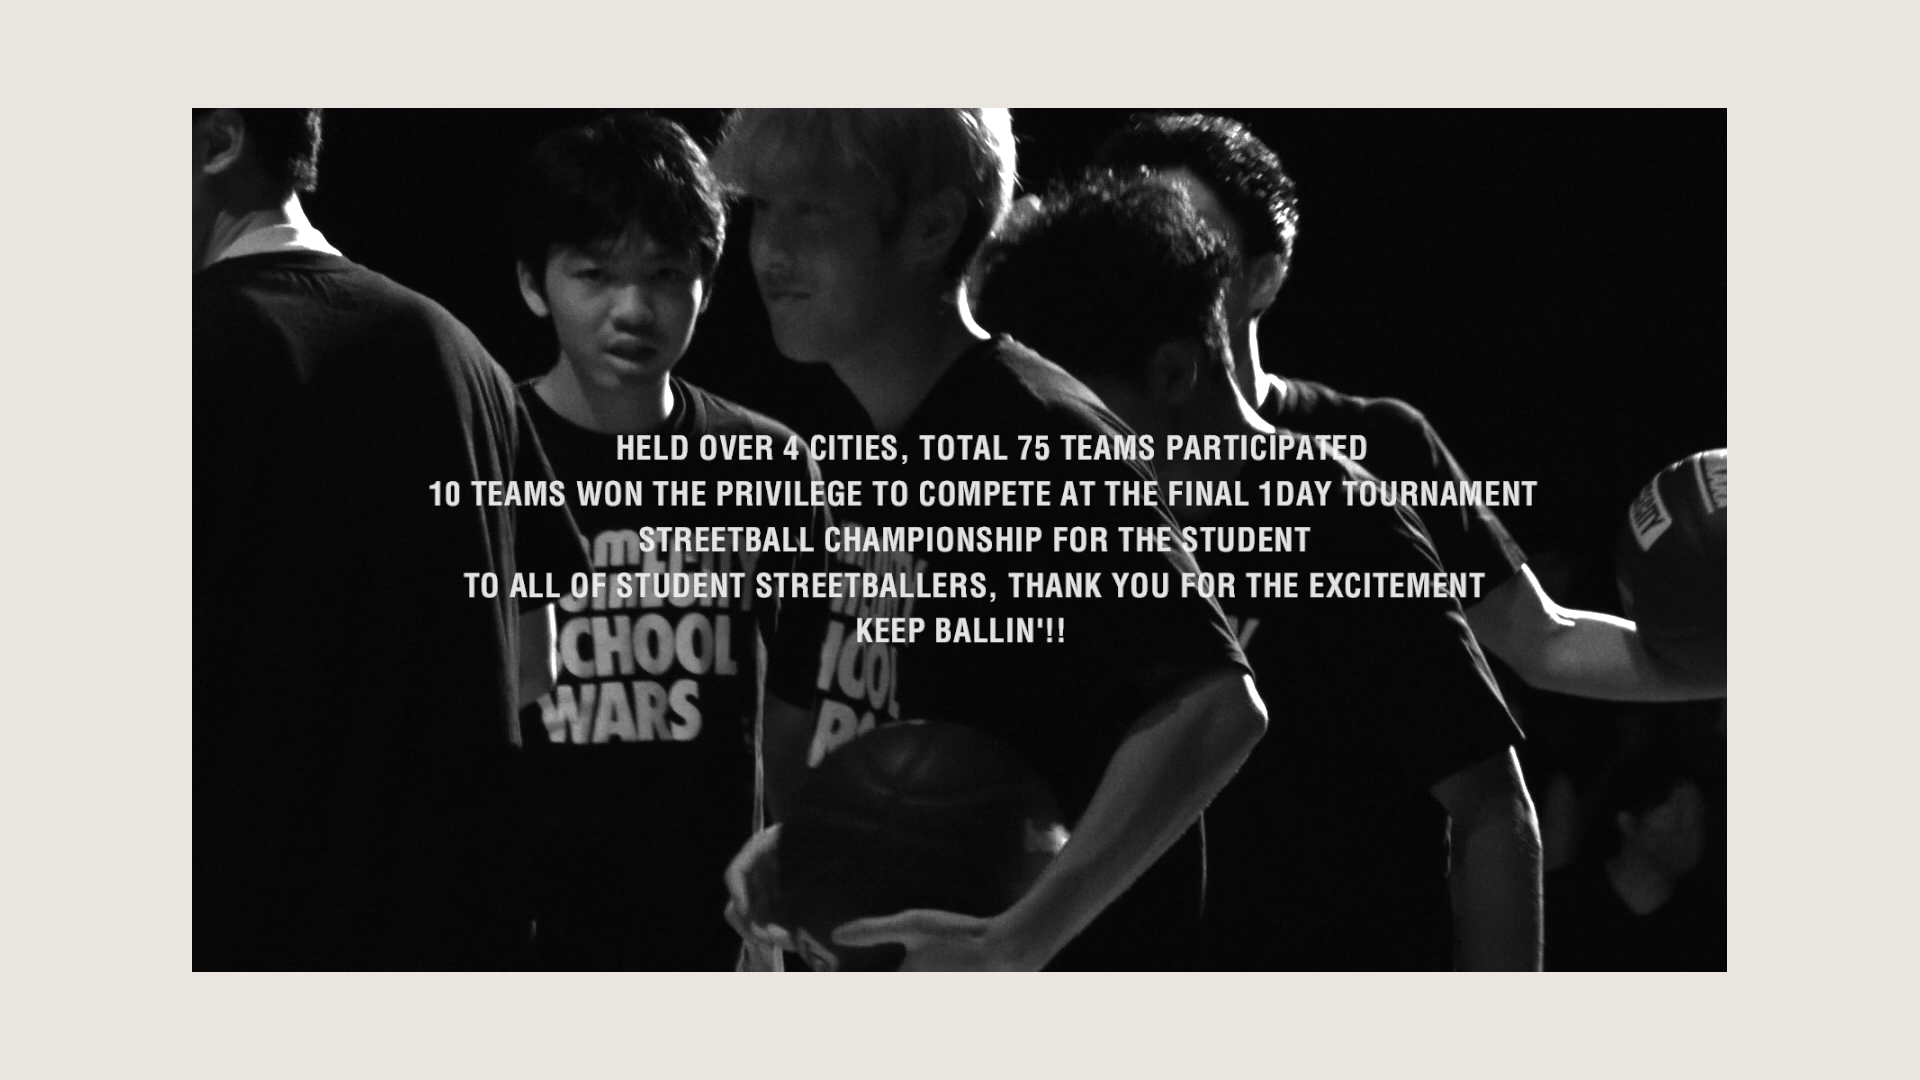 HELD OVER 4 CITIES, TOTAL 75 TEAMS PARTICIPATED
10 TEAMS WON THE PRIVILEGE TO COMPETE AT THE FINAL 1DAY TOURNAMENT
STREETBALL CHAMPIONSHIP FOR THE STUDENT
TO ALL OF STUDENT STREETBALLERS, THANK YOU FOR THE EXCITEMENT
KEEP BALLIN'!!
SCHOOL
WARS